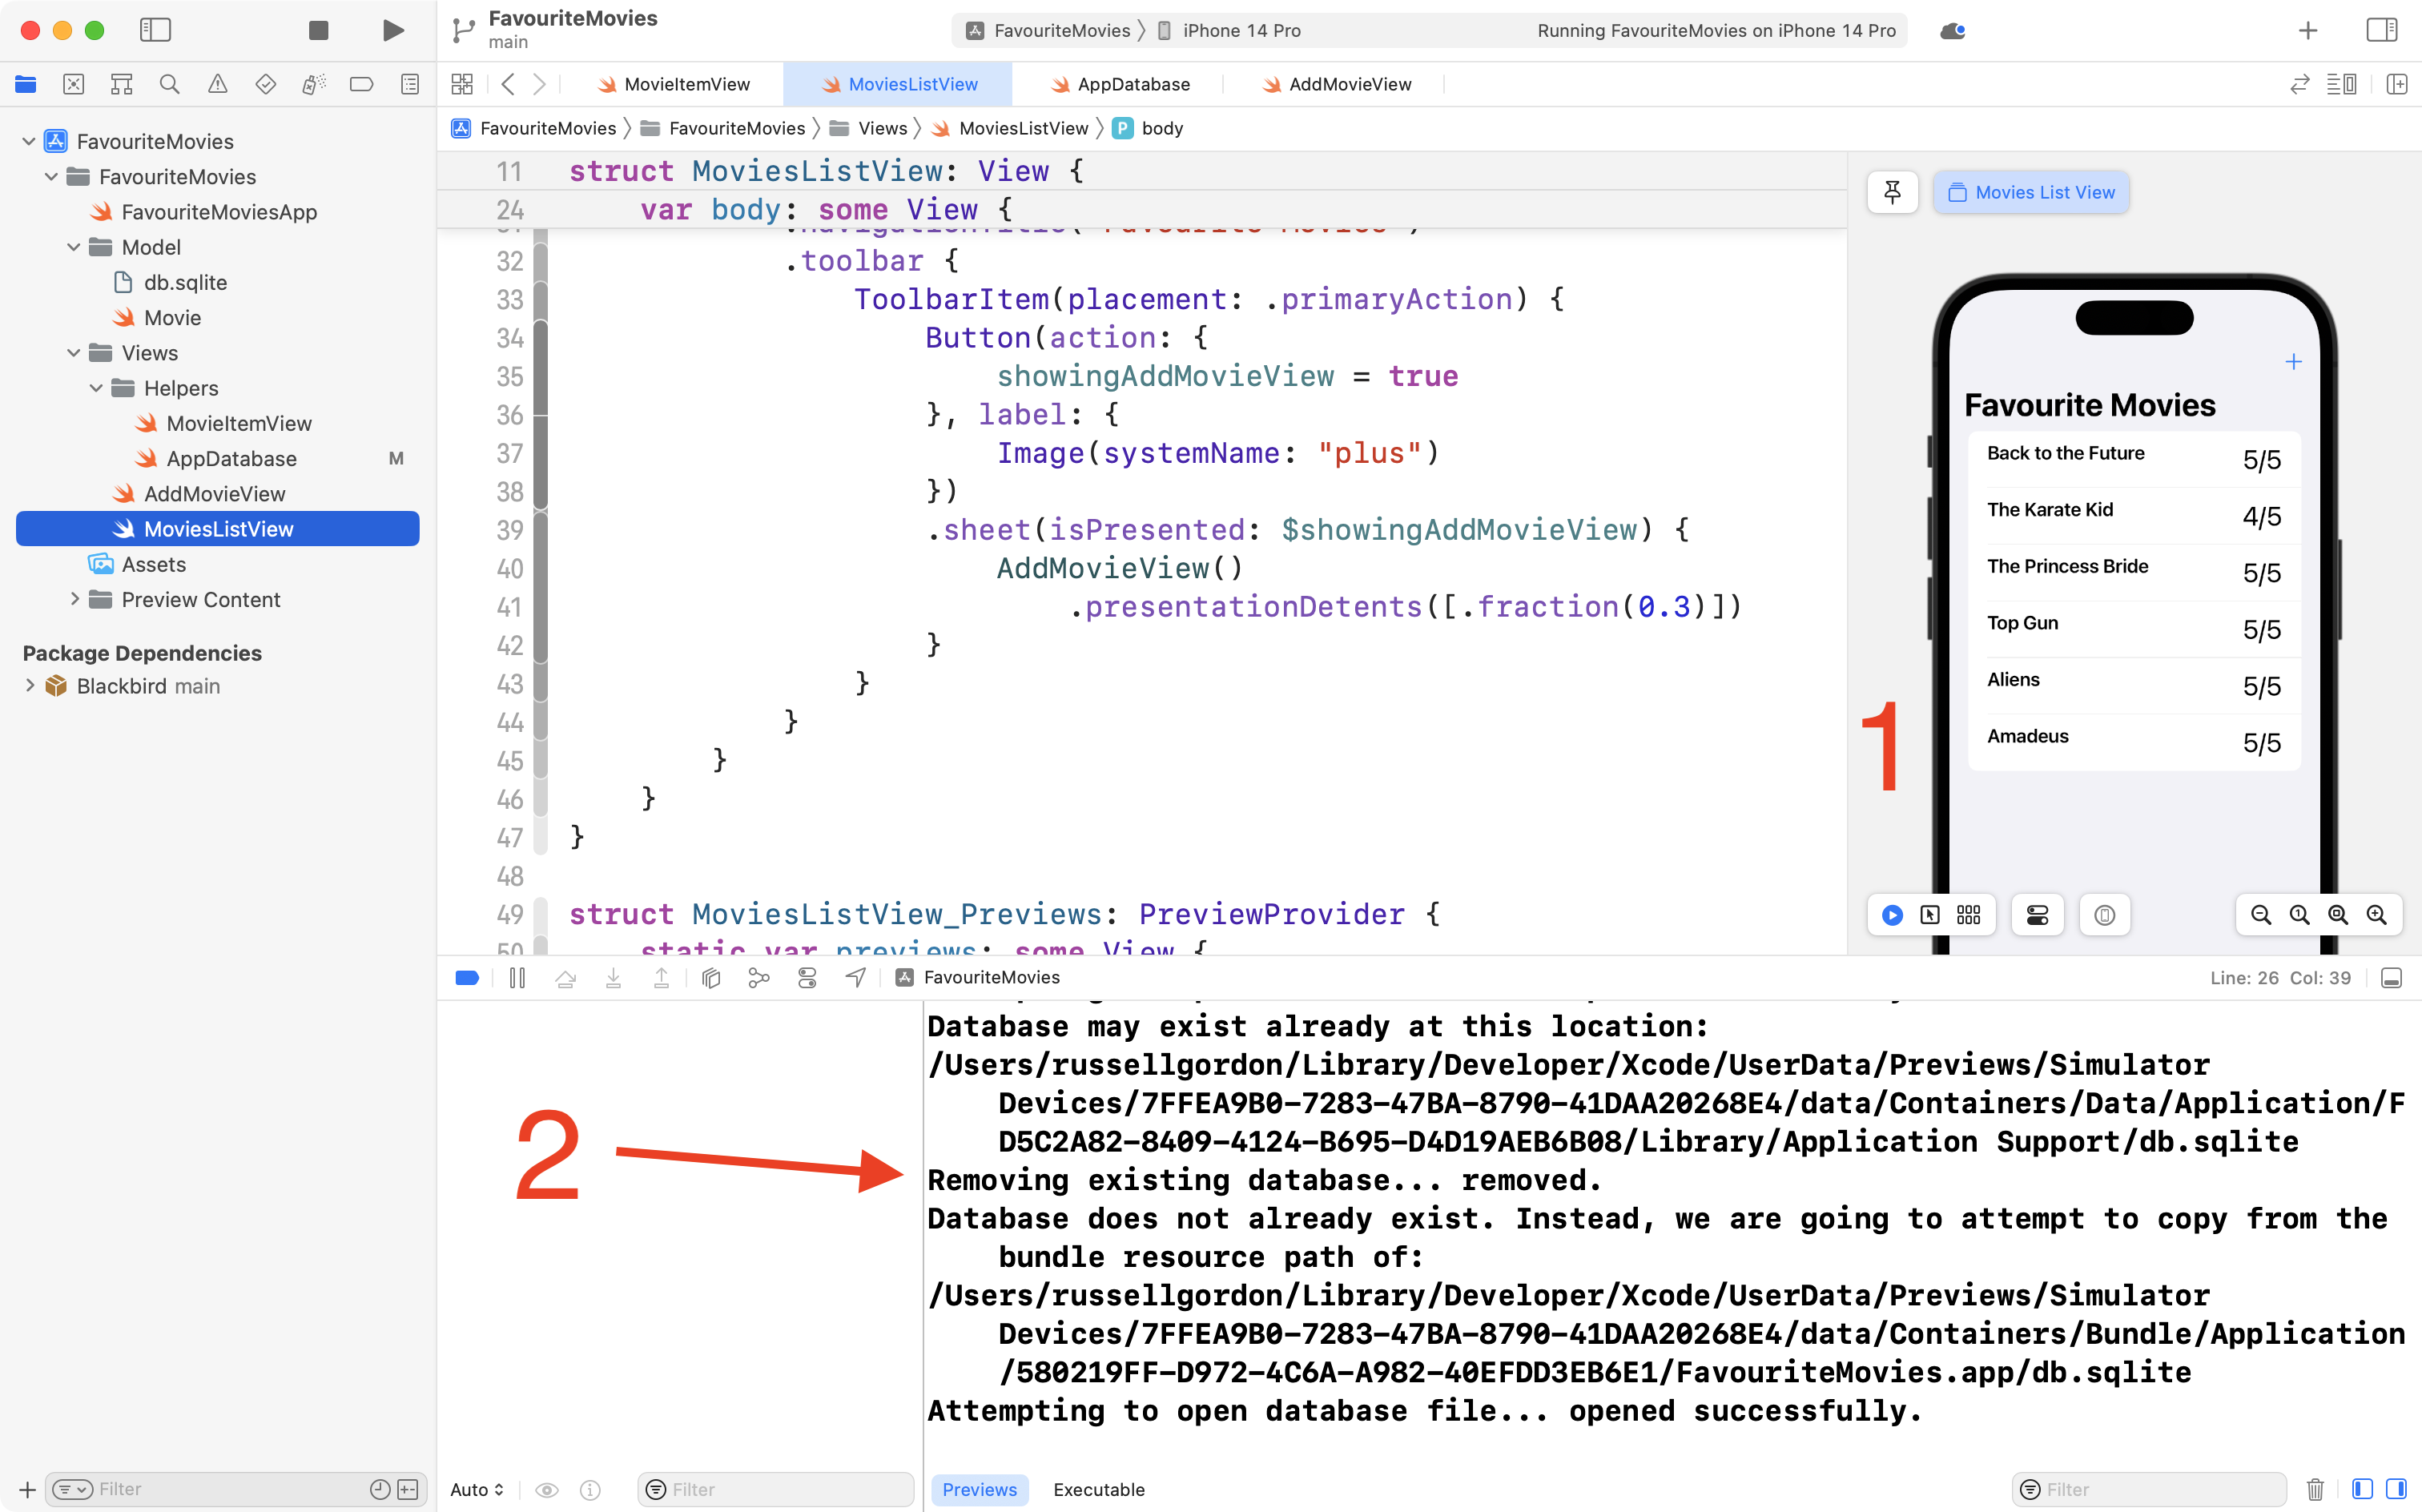 FavouriteMovies
main
FavouriteMovies
iPhone 14 Pro
Running FavouriteMovies on iPhone 14 Pro
MovieItemView
MoviesListView
AppDatabase
AddMovieView
FavouriteMovies
FavouriteMovies
Views
MoviesListView
P body
FavouriteMovies
FavouriteMovies
FavouriteMoviesApp
Model
db.sqlite
Movie
Views
Helpers
MovieItemView
AppDatabase M
AddMovieView
MoviesListView
Assets
Preview Content
Package Dependencies
Blackbird main
11 struct MoviesListView: View {
24 var body: some View {
32 .toolbar {
33 ToolbarItem(placement: .primaryAction) {
34 Button(action: {
35 showingAddMovieView = true
36 }, label: {
37 Image(systemName: "plus")
38 })
39 .sheet(isPresented: $showingAddMovieView) {
40 AddMovieView()
41 .presentationDetents([.fraction(0.3)])
42 }
43 }
44 }
45 }
46 }
47 }
48
49 struct MoviesListView_Previews: PreviewProvider {
50 static var previews: some View {
Movies List View
Favourite Movies
Back to the Future 5/5
The Karate Kid 4/5
The Princess Bride 5/5
Top Gun 5/5
Aliens 5/5
Amadeus 5/5
1
FavouriteMovies
Line: 26 Col: 39
2
Database may exist already at this location:
/Users/russellgordon/Library/Developer/Xcode/UserData/Previews/Simulator
Devices/7FFEA9B0-7283-47BA-8790-41DAA20268E4/data/Containers/Data/Application/F
D5C2A82-8409-4124-B695-D4D19AEB6B08/Library/Application Support/db.sqlite
Removing existing database... removed.
Database does not already exist. Instead, we are going to attempt to copy from the
bundle resource path of:
/Users/russellgordon/Library/Developer/Xcode/UserData/Previews/Simulator
Devices/7FFEA9B0-7283-47BA-8790-41DAA20268E4/data/Containers/Bundle/Application
/580219FF-D972-4C6A-A982-40EFDD3EB6E1/FavouriteMovies.app/db.sqlite
Attempting to open database file... opened successfully.
Filter
Auto
Filter
Previews
Executable
Filter